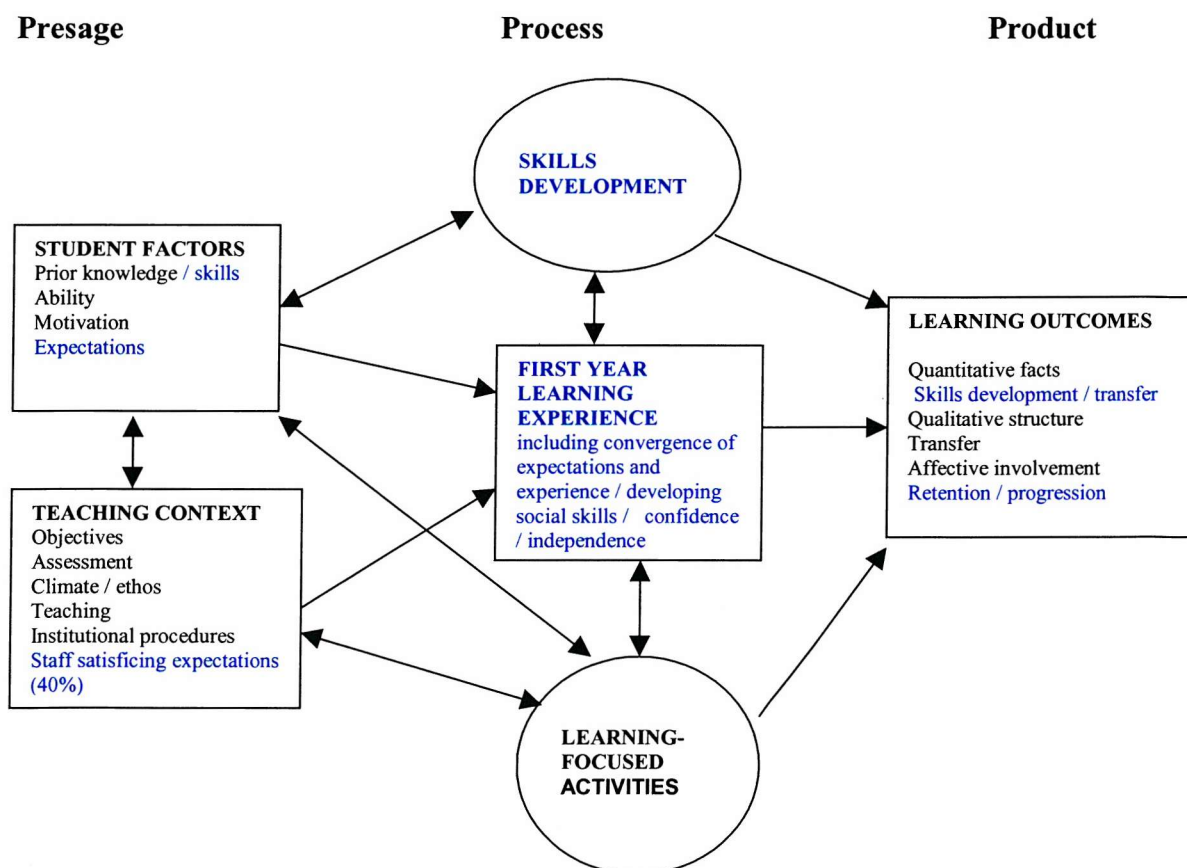 Presage Process Product
SKILLS
DEVELOPMENT
STUDENT FACTORS
Prior knowledge / skills
Ability
Motivation
Expectations
TEACHING CONTEXT
Objectives
Assessment
Climate / ethos
Teaching
Institutional procedures
Staff satisficing expectations
(40%)
FIRST YEAR
LEARNING
EXPERIENCE
including convergence of
expectations and
experience / developing
social skills / confidence
/ independence
LEARNING-
FOCUSED
ACTIVITIES
LEARNING OUTCOMES
Quantitative facts
Skills development / transfer
Qualitative structure
Transfer
Affective involvement
Retention / progression